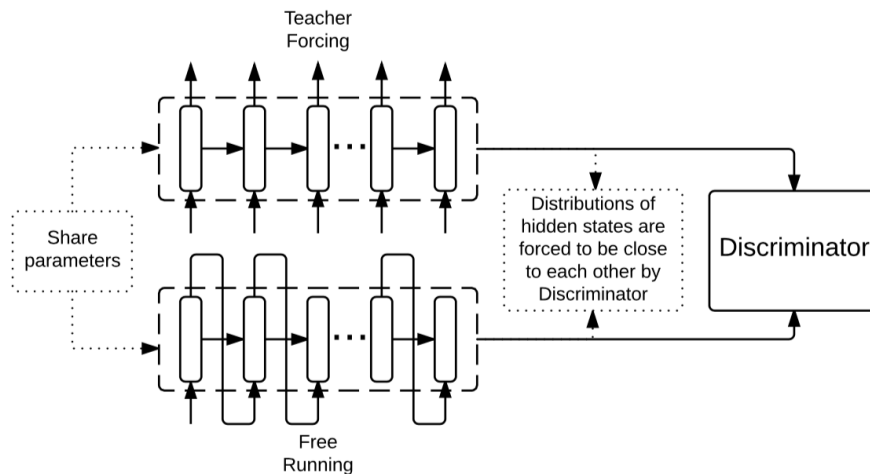 Teacher
Forcing
Share
parameters
Distributions of
hidden states are
forced to be close
to each other by
Discriminator
Discriminator
Free
Running